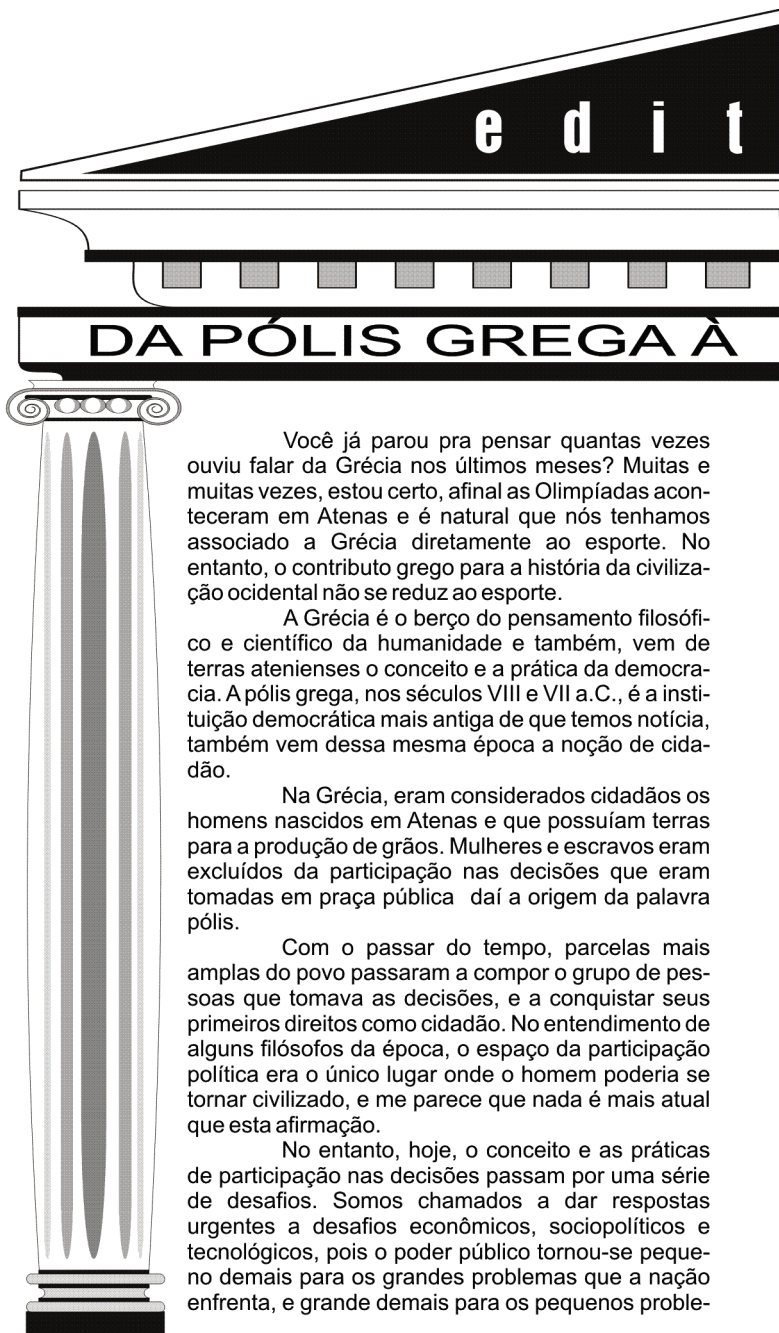 edit
DA PÓLIS GREGA À
Você já parou pra pensar quantas vezes
ouviu falar da Grécia nos últimos meses? Muitas e
muitas vezes, estou certo, afinal as Olimpíadas acon-
teceram em Atenas e é natural que nós tenhamos
associado a Grécia diretamente ao esporte. No
entanto, o contributo grego para a história da civiliza-
ção ocidental não se reduz ao esporte.
A Grécia é o berço do pensamento filosófi-
co e científico da humanidade e também, vem de
terras atenienses o conceito e a prática da democra-
cia. A pólis grega, nos séculos VIII e VII a.C., é a insti-
tuição democrática mais antiga de que temos notícia,
também vem dessa mesma época a noção de cida-
dão.
Na Grécia, eram considerados cidadãos os
homens nascidos em Atenas e que possuíam terras
para a produção de grãos. Mulheres e escravos eram
excluídos da participação nas decisões que eram
tomadas em praça pública  daí a origem da palavra
pólis.
Com o passar do tempo, parcelas mais
amplas do povo passaram a compor o grupo de pes-
soas que tomava as decisões, e a conquistar seus
primeiros direitos como cidadão. No entendimento de
alguns filósofos da época, o espaço da participação
política era o único lugar onde o homem poderia se
tornar civilizado, e me parece que nada é mais atual
que esta afirmação.
No entanto, hoje, o conceito e as práticas
de participação nas decisões passam por uma série
de desafios. Somos chamados a dar respostas
urgentes a desafios econômicos, sociopolíticos e
tecnológicos, pois o poder público tornou-se peque-
no demais para os grandes problemas que a nação
enfrenta, e grande demais para os pequenos proble-